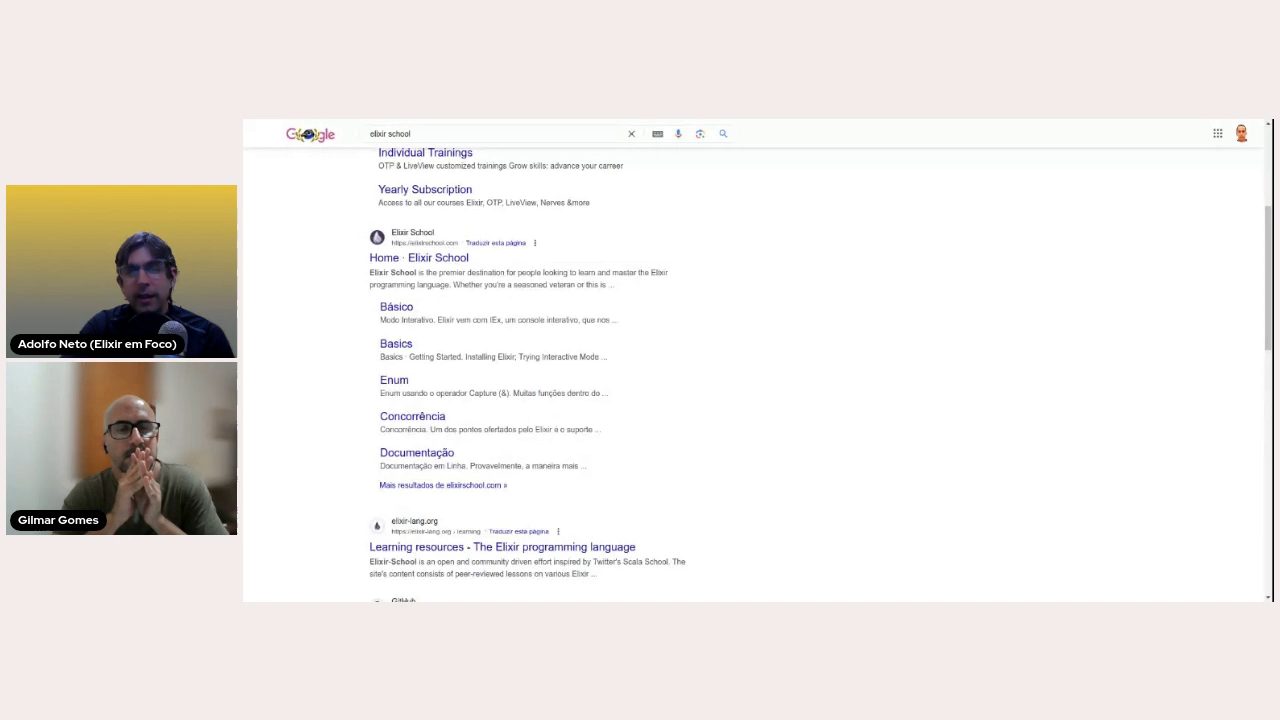 Google
elixir school
Individual Trainings
OTP & LiveView customized trainings Grow skills: advance your carreer
Yearly Subscription
Access to all our courses Elixir, OTP, LiveView, Nerves &more
Elixir School
https://elixirschool.com · Traduzir esta página
Home · Elixir School
Elixir School is the premier destination for people looking to learn and master the Elixir
programming language. Whether you're a seasoned veteran or this is ...
Básico
Modo Interativo. Elixir vem com IEx, um console interativo, que nos ...
Basics
Basics · Getting Started. Installing Elixir; Trying Interactive Mode ...
Enum
Enum usando o operador Capture (&). Muitas funções dentro do ...
Concorrência
Concorrência. Um dos pontos ofertados pelo Elixir é o suporte ...
Documentação
Documentação em Linha. Provavelmente, a maneira mais ...
Mais resultados de elixirschool.com »
elixir-lang.org
https://elixir-lang.org › learning · Traduzir esta página
Learning resources - The Elixir programming language
Elixir-School is an open and community driven effort inspired by Twitter's Scala School. The
site's content consists of peer-reviewed lessons on various Elixir ...
GitHub
Adolfo Neto (Elixir em Foco)
Gilmar Gomes